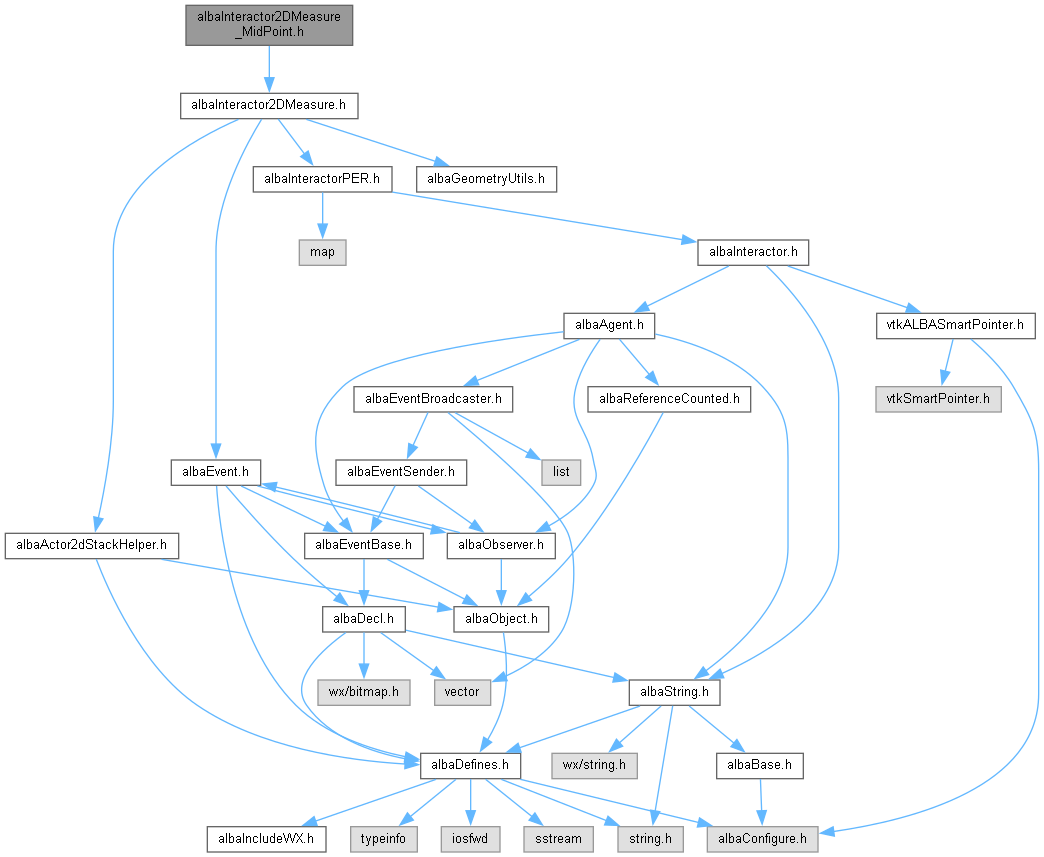 albaInteractor2DMeasure
_MidPoint.h
albaInteractor2DMeasure.h
albaInteractorPER.h
albaGeometryUtils.h
map
albaInteractor.h
albaAgent.h
vtkALBASmartPointer.h
albaEventBroadcaster.h
albaReferenceCounted.h
vtkSmartPointer.h
albaEvent.h
albaEventSender.h
list
albaActor2dStackHelper.h
albaEventBase.h
albaObserver.h
albaDecl.h
albaObject.h
wx/bitmap.h
vector
albaString.h
albaDefines.h
wx/string.h
albaBase.h
albaIncludeWX.h
typeinfo
iosfwd
sstream
string.h
albaConfigure.h